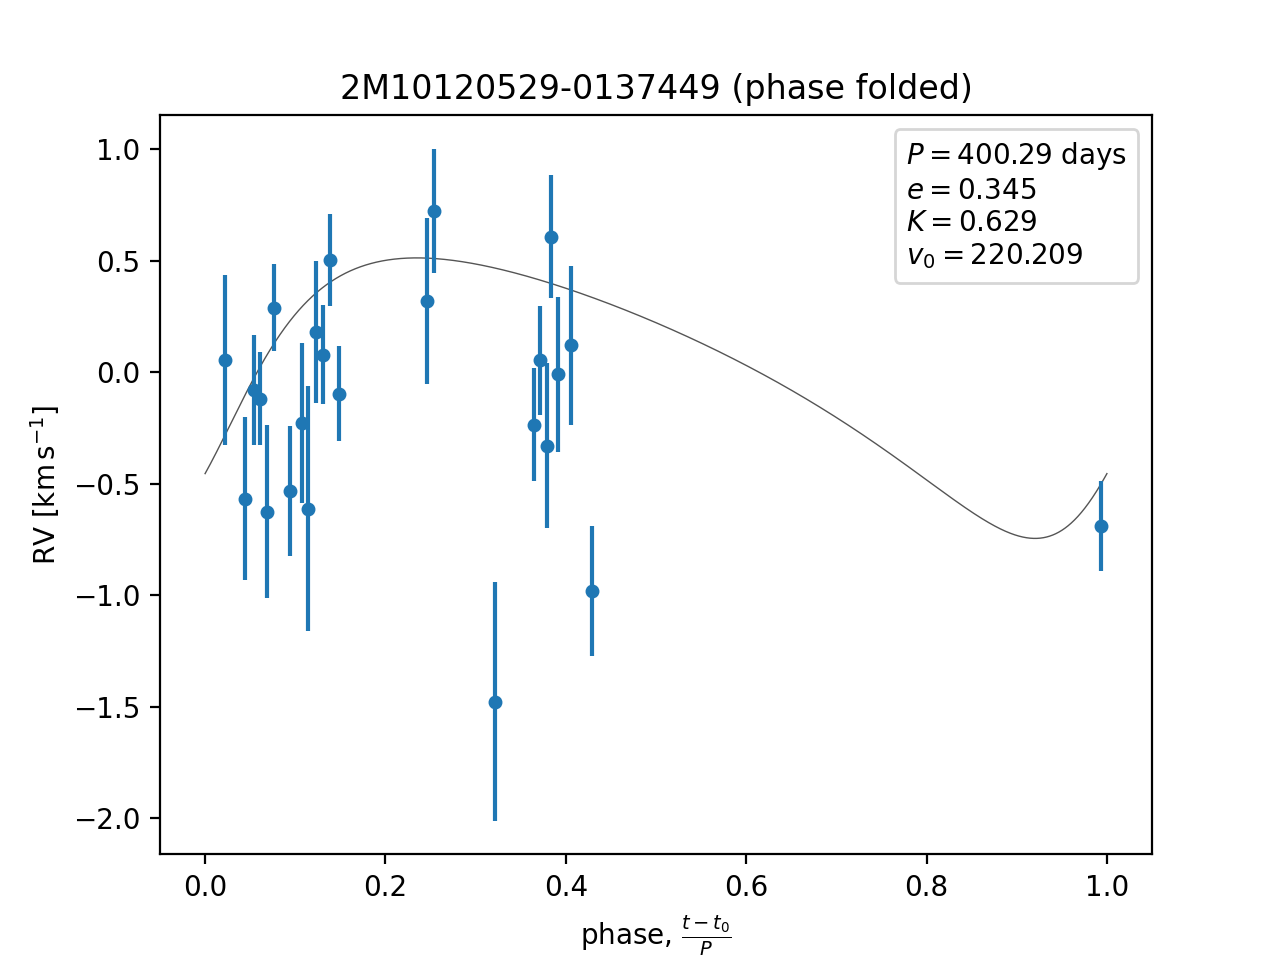 2M10120529-0137449 (phase folded)
P = 400.29 days
e = 0.345
K = 0.629
v₀ = 220.209
1.0
0.5
0.0
−0.5
−1.0
−1.5
−2.0
RV [km s⁻¹]
0.0 0.2 0.4 0.6 0.8 1.0
phase, (t − t₀)/P